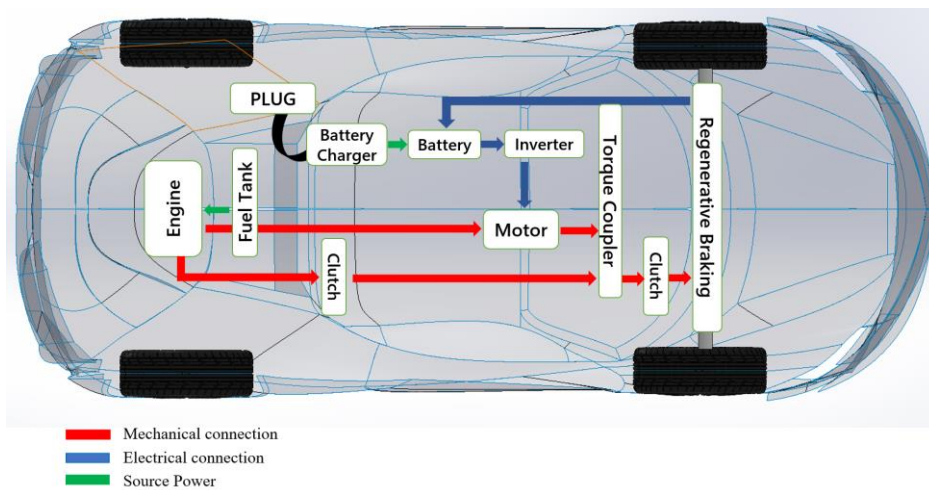 PLUG
Battery
Charger
Battery
Inverter
Torque Coupler
Regenerative Braking
Engine
Fuel Tank
Motor
Clutch
Clutch
Mechanical connection
Electrical connection
Source Power